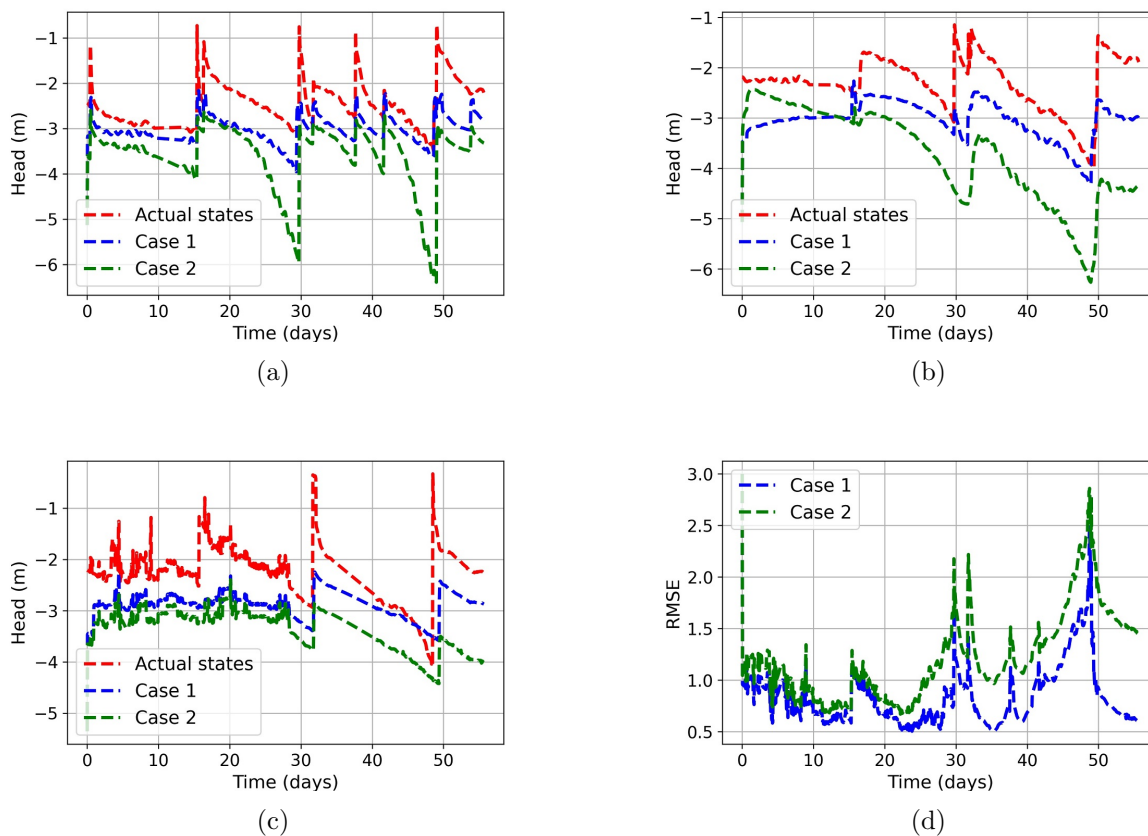 −1
−2
−3
−4
−5
−6
Head (m)
Actual states
Case 1
Case 2
0 10 20 30 40 50
Time (days)
(a)
−1
−2
−3
−4
−5
−6
Head (m)
Actual states
Case 1
Case 2
0 10 20 30 40 50
Time (days)
(b)
−1
−2
−3
−4
−5
Head (m)
Actual states
Case 1
Case 2
0 10 20 30 40 50
Time (days)
(c)
3.0
2.5
2.0
1.5
1.0
0.5
RMSE
Case 1
Case 2
0 10 20 30 40 50
Time (days)
(d)